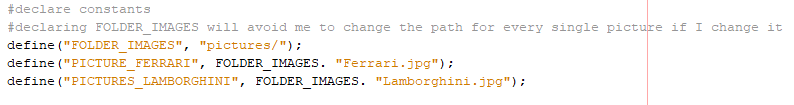 #declare constants
#declaring FOLDER_IMAGES will avoid me to change the path for every single picture if I change it
define("FOLDER_IMAGES", "pictures/");
define("PICTURE_FERRARI", FOLDER_IMAGES. "Ferrari.jpg");
define("PICTURES_LAMBORGHINI", FOLDER_IMAGES. "Lamborghini.jpg");